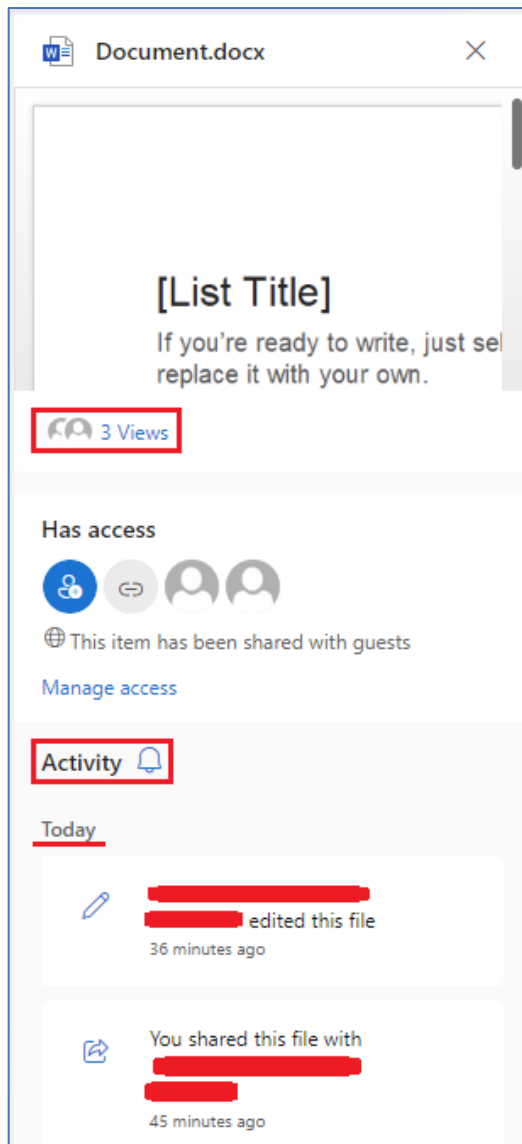 Document.docx
[List Title]
If you're ready to write, just sel
replace it with your own.
3 Views
Has access
This item has been shared with guests
Manage access
Activity
Today
edited this file
36 minutes ago
You shared this file with
45 minutes ago